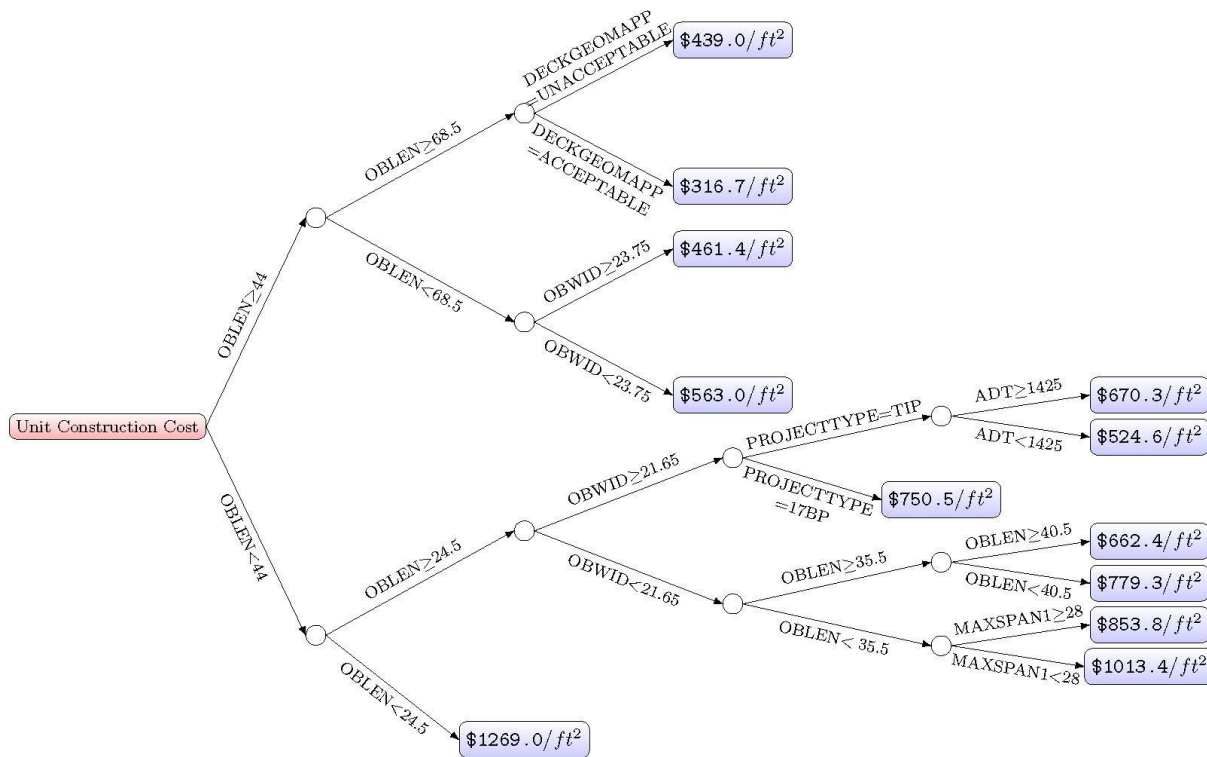 DECKGEOMAPP
=UNACCEPTABLE
$439.0/ft²
OBLEN≥68.5
DECKGEOMAPP
=ACCEPTABLE
$316.7/ft²
OBLEN≥44
OBLEN<68.5
OBWID≥23.75
$461.4/ft²
OBWID<23.75
$563.0/ft²
Unit Construction Cost
OBLEN<44
OBLEN≥24.5
OBWID≥21.65
PROJECTTYPE=TIP
ADT≥1425
$670.3/ft²
ADT<1425
$524.6/ft²
PROJECTTYPE
=17BP
$750.5/ft²
OBWID<21.65
OBLEN≥35.5
OBLEN≥40.5
$662.4/ft²
OBLEN<40.5
$779.3/ft²
OBLEN< 35.5
MAXSPAN1≥28
$853.8/ft²
MAXSPAN1<28
$1013.4/ft²
OBLEN<24.5
$1269.0/ft²